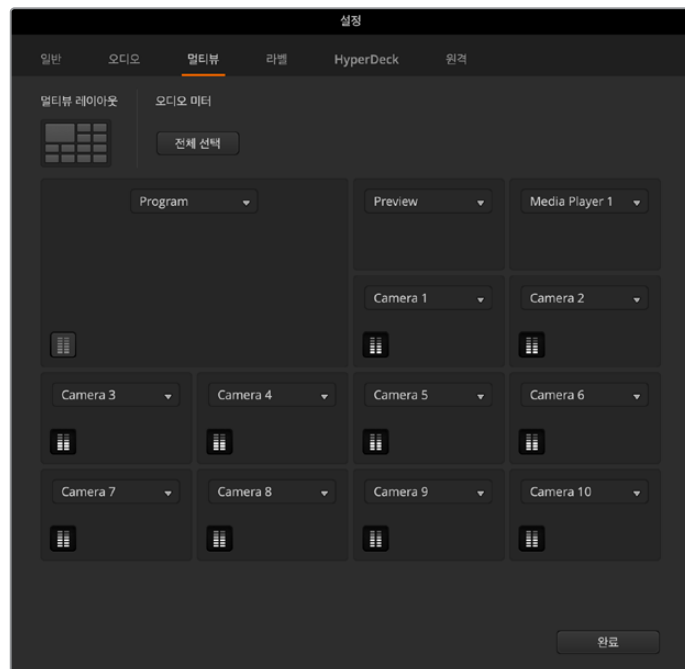 설정
일반 오디오 멀티뷰 라벨 HyperDeck 원격
멀티뷰 레이아웃 오디오 미터
전체 선택
Program Preview Media Player 1
Camera 1 Camera 2
Camera 3 Camera 4 Camera 5 Camera 6
Camera 7 Camera 8 Camera 9 Camera 10
완료